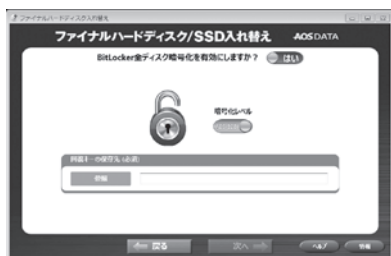 ファイナルハードディスク/SSD入れ替え
ファイナルハードディスク/SSD入れ替え AOS DATA
BitLocker全ディスク暗号化を有効にしますか？ はい
暗号化レベル
戻る 次へ ヘルプ 情報